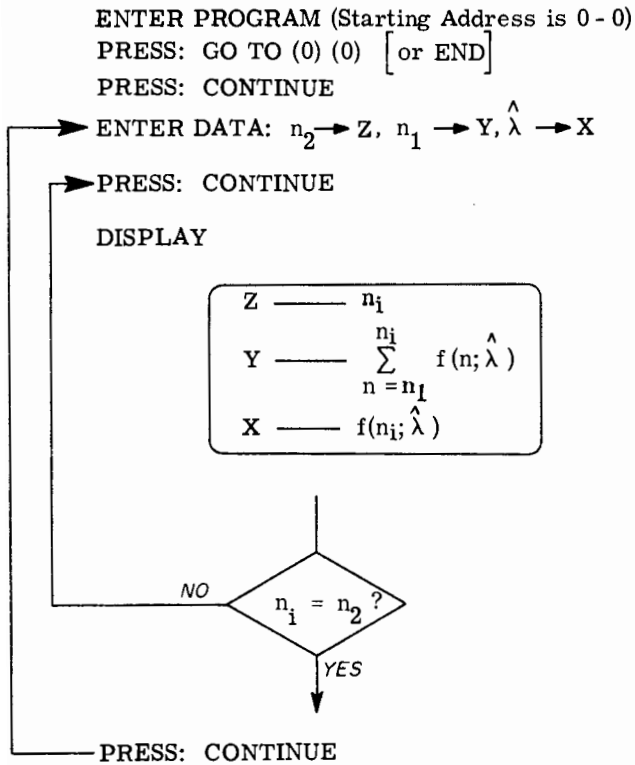 ENTER PROGRAM (Starting Address is 0 - 0)
PRESS: GO TO (0) (0) [or END]
PRESS: CONTINUE
ENTER DATA: n₂ → Z, n₁ → Y, λ̂ → X
PRESS: CONTINUE
DISPLAY
Z —— nᵢ
nᵢ
Y —— Σ f(n; λ̂)
n = n₁
X —— f(nᵢ; λ̂)
NO
nᵢ = n₂ ?
YES
PRESS: CONTINUE